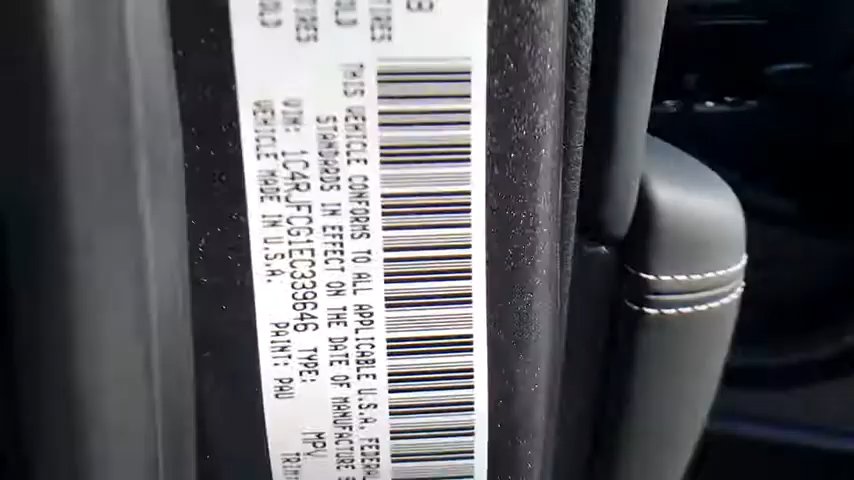 THIS VEHICLE CONFORMS TO ALL APPLICABLE U.S.A. FEDERAL
STANDARDS IN EFFECT ON THE DATE OF MANUFACTURE
VIN: 1C4RJFCG1EC339646 TYPE: MPV
VEHICLE MADE IN U.S.A. PAINT: PAU TRIM: